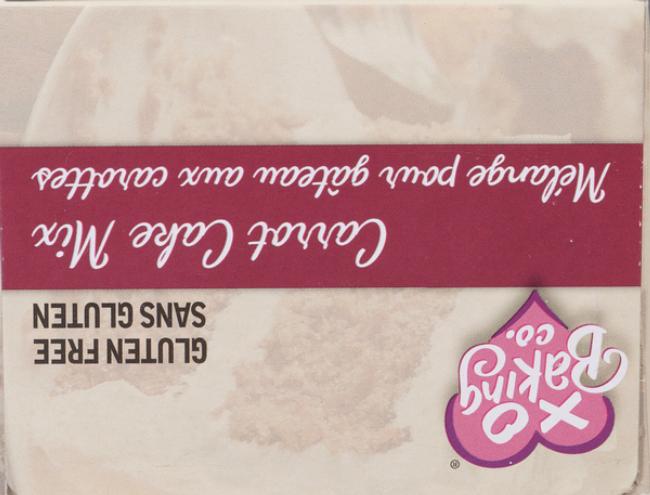 XO
Baking
co.
®
GLUTEN FREE
SANS GLUTEN
Carrot Cake Mix
Mélange pour gâteau aux carottes